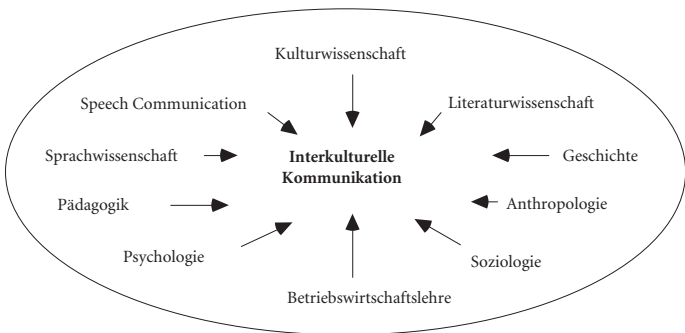 Kulturwissenschaft
Speech Communication
Literaturwissenschaft
Sprachwissenschaft
Interkulturelle
Kommunikation
Geschichte
Pädagogik
Anthropologie
Psychologie
Soziologie
Betriebswirtschaftslehre